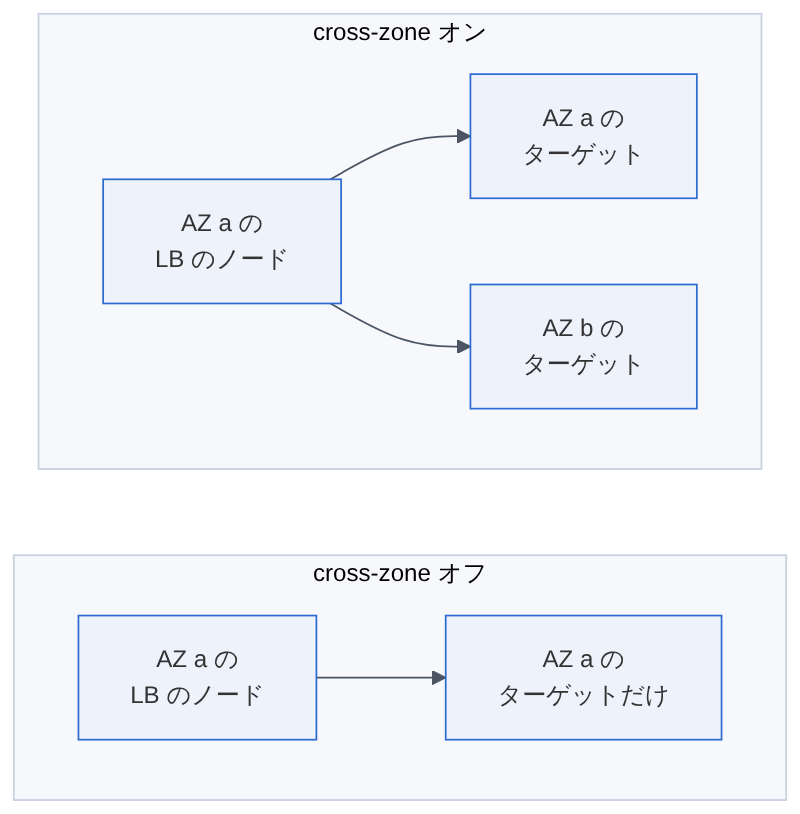 cross-zone オン
AZ a の
LB のノード
AZ a の
ターゲット
AZ b の
ターゲット
cross-zone オフ
AZ a の
LB のノード
AZ a の
ターゲットだけ